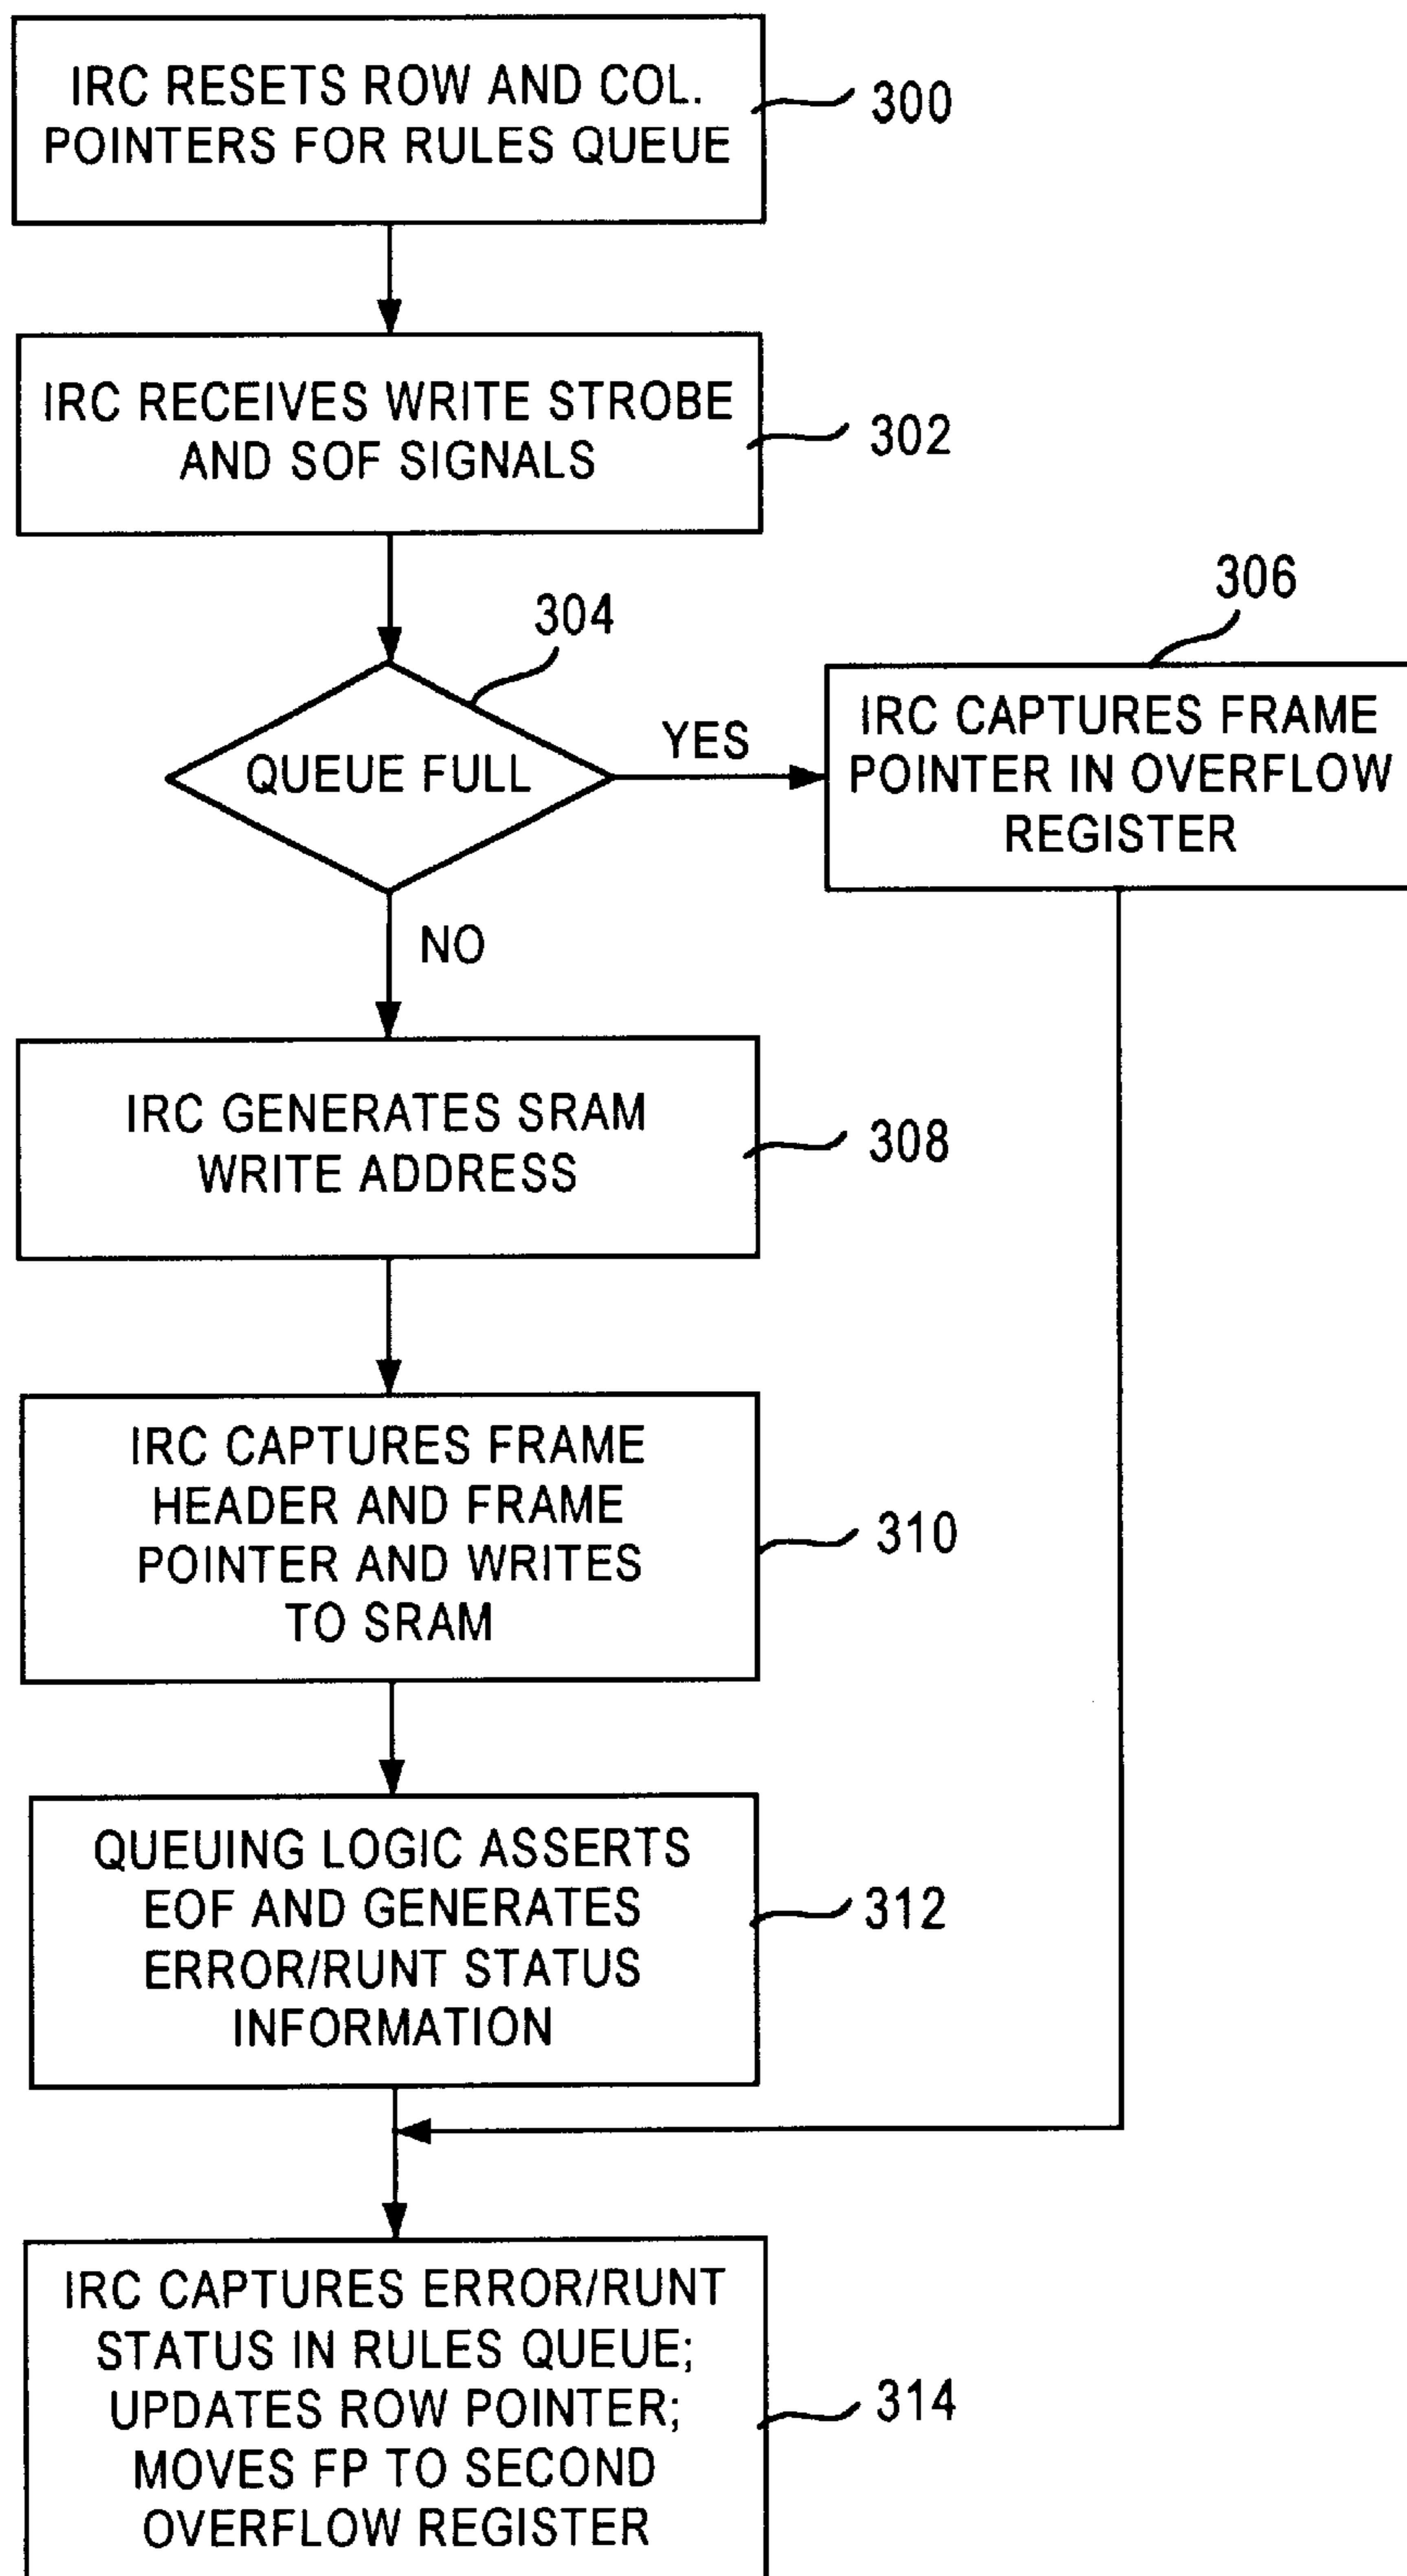 IRC RESETS ROW AND COL.
POINTERS FOR RULES QUEUE
300
IRC RECEIVES WRITE STROBE
AND SOF SIGNALS
302
304
QUEUE FULL
YES
306
IRC CAPTURES FRAME
POINTER IN OVERFLOW
REGISTER
NO
IRC GENERATES SRAM
WRITE ADDRESS
308
IRC CAPTURES FRAME
HEADER AND FRAME
POINTER AND WRITES
TO SRAM
310
QUEUING LOGIC ASSERTS
EOF AND GENERATES
ERROR/RUNT STATUS
INFORMATION
312
IRC CAPTURES ERROR/RUNT
STATUS IN RULES QUEUE;
UPDATES ROW POINTER;
MOVES FP TO SECOND
OVERFLOW REGISTER
314